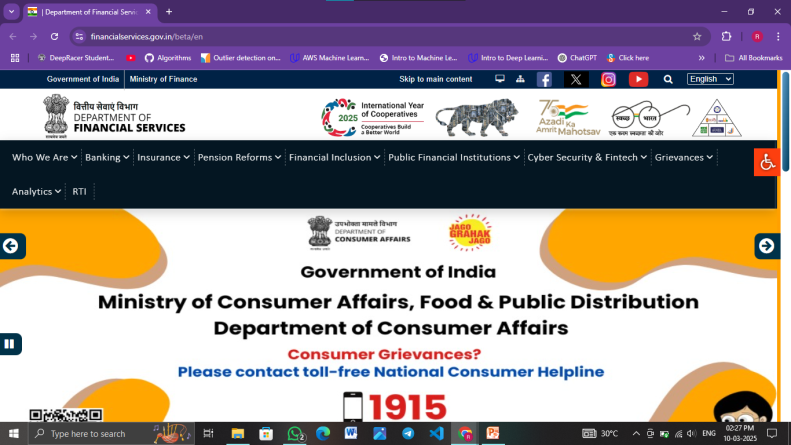 | Department of Financial Servic
financialservices.gov.in/beta/en
R
DeepRacer Student... Algorithms Outlier detection on... AWS Machine Learn... Intro to Machine Le... Intro to Deep Learni... ChatGPT Click here All Bookmarks
Government of India Ministry of Finance Skip to main content English
वित्तीय सेवाएं विभाग
DEPARTMENT OF
FINANCIAL SERVICES
2025 International Year of Cooperatives
Cooperatives Build a Better World
75 Azadi Ka Amrit Mahotsav
स्वच्छ भारत
एक कदम स्वच्छता की ओर
Who We Are Banking Insurance Pension Reforms Financial Inclusion Public Financial Institutions Cyber Security & Fintech Grievances
Analytics RTI
उपभोक्ता मामले विभाग
DEPARTMENT OF
CONSUMER AFFAIRS
JAGO GRAHAK JAGO
Government of India
Ministry of Consumer Affairs, Food & Public Distribution
Department of Consumer Affairs
Consumer Grievances?
Please contact toll-free National Consumer Helpline
1915
Type here to search
2
30°C
ENG
02:27 PM
10-03-2025